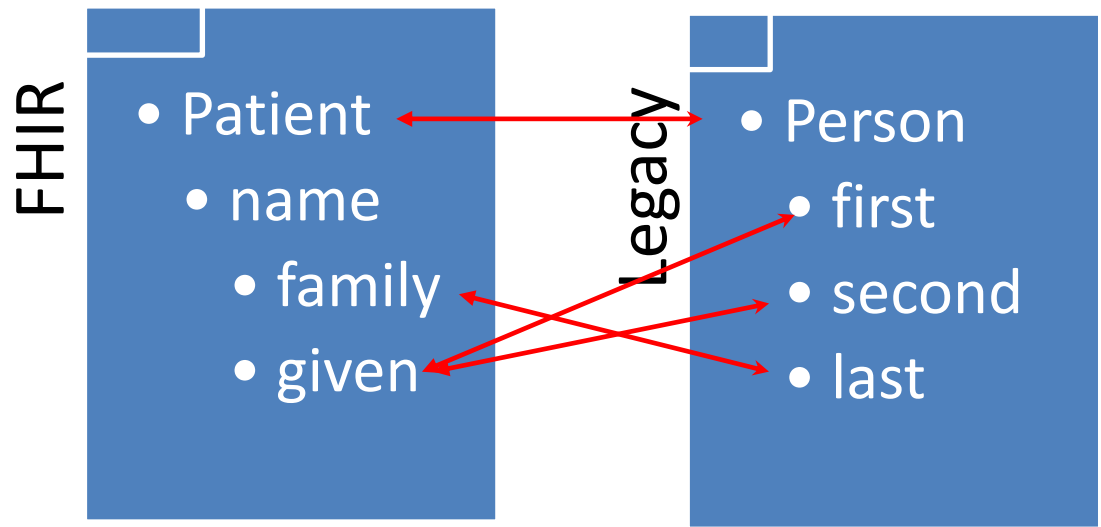 FHIR
• Patient
• name
• family
• given
Legacy
• Person
• first
• second
• last